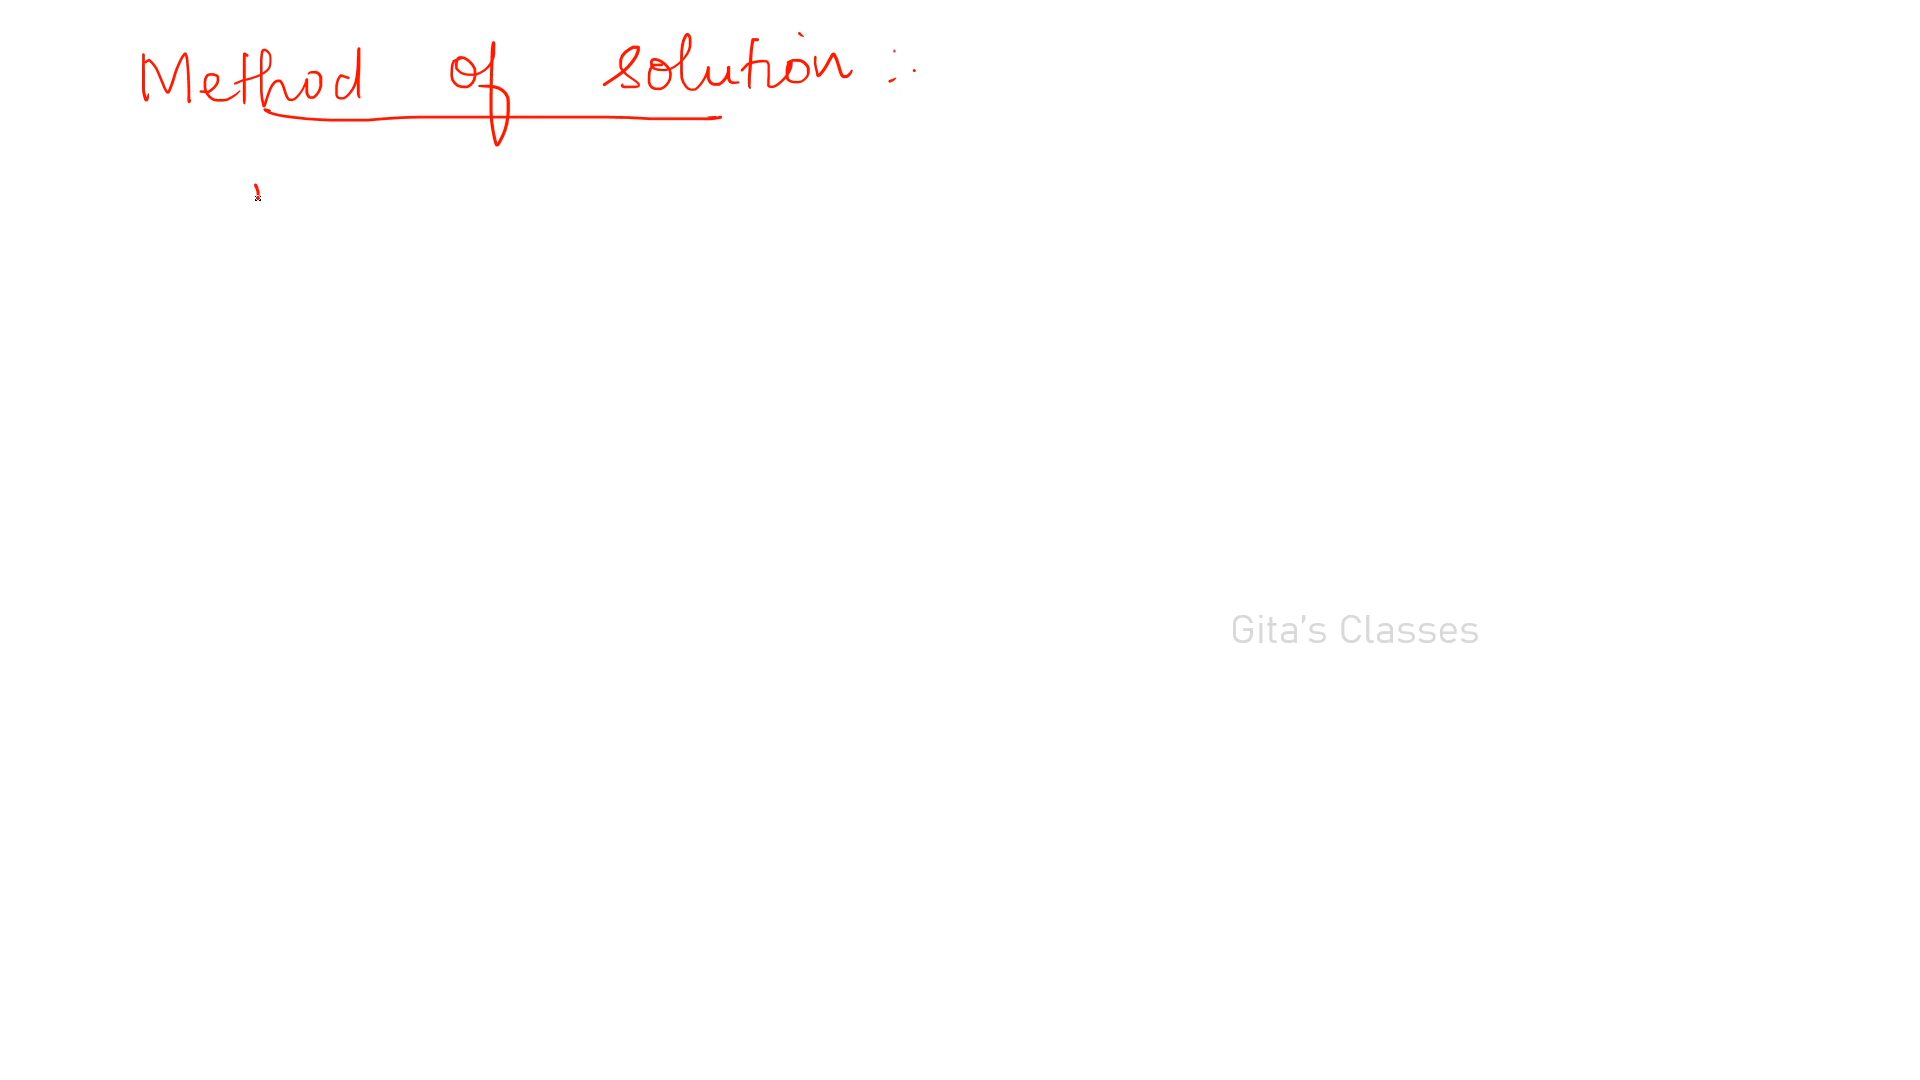 Method of solution :-
Gita's Classes